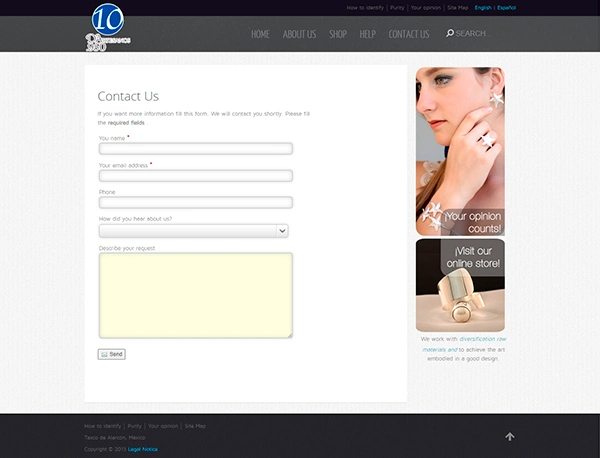 How to Identify | Purity | Your opinion | Site Map English | Español
10
HOME ABOUT US SHOP HELP CONTACT US SEARCH...
Contact Us
If you want more information fill this form. We will contact you shortly. Please fill
the required fields
You name *
Your email address *
Phone
How did you hear about us?
Describe your request
Send
¡Your opinion
counts!
¡Visit our
online store!
We work with diversification raw
materials and to achieve the art
embodied in a good design.
How to Identify | Purity | Your opinion | Site Map
Taxco de Alarcón, México
Copyright © 2013 Legal Notice